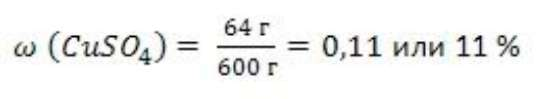 ω (CuSO₄) = 64 г / 600 г = 0,11 или 11 %